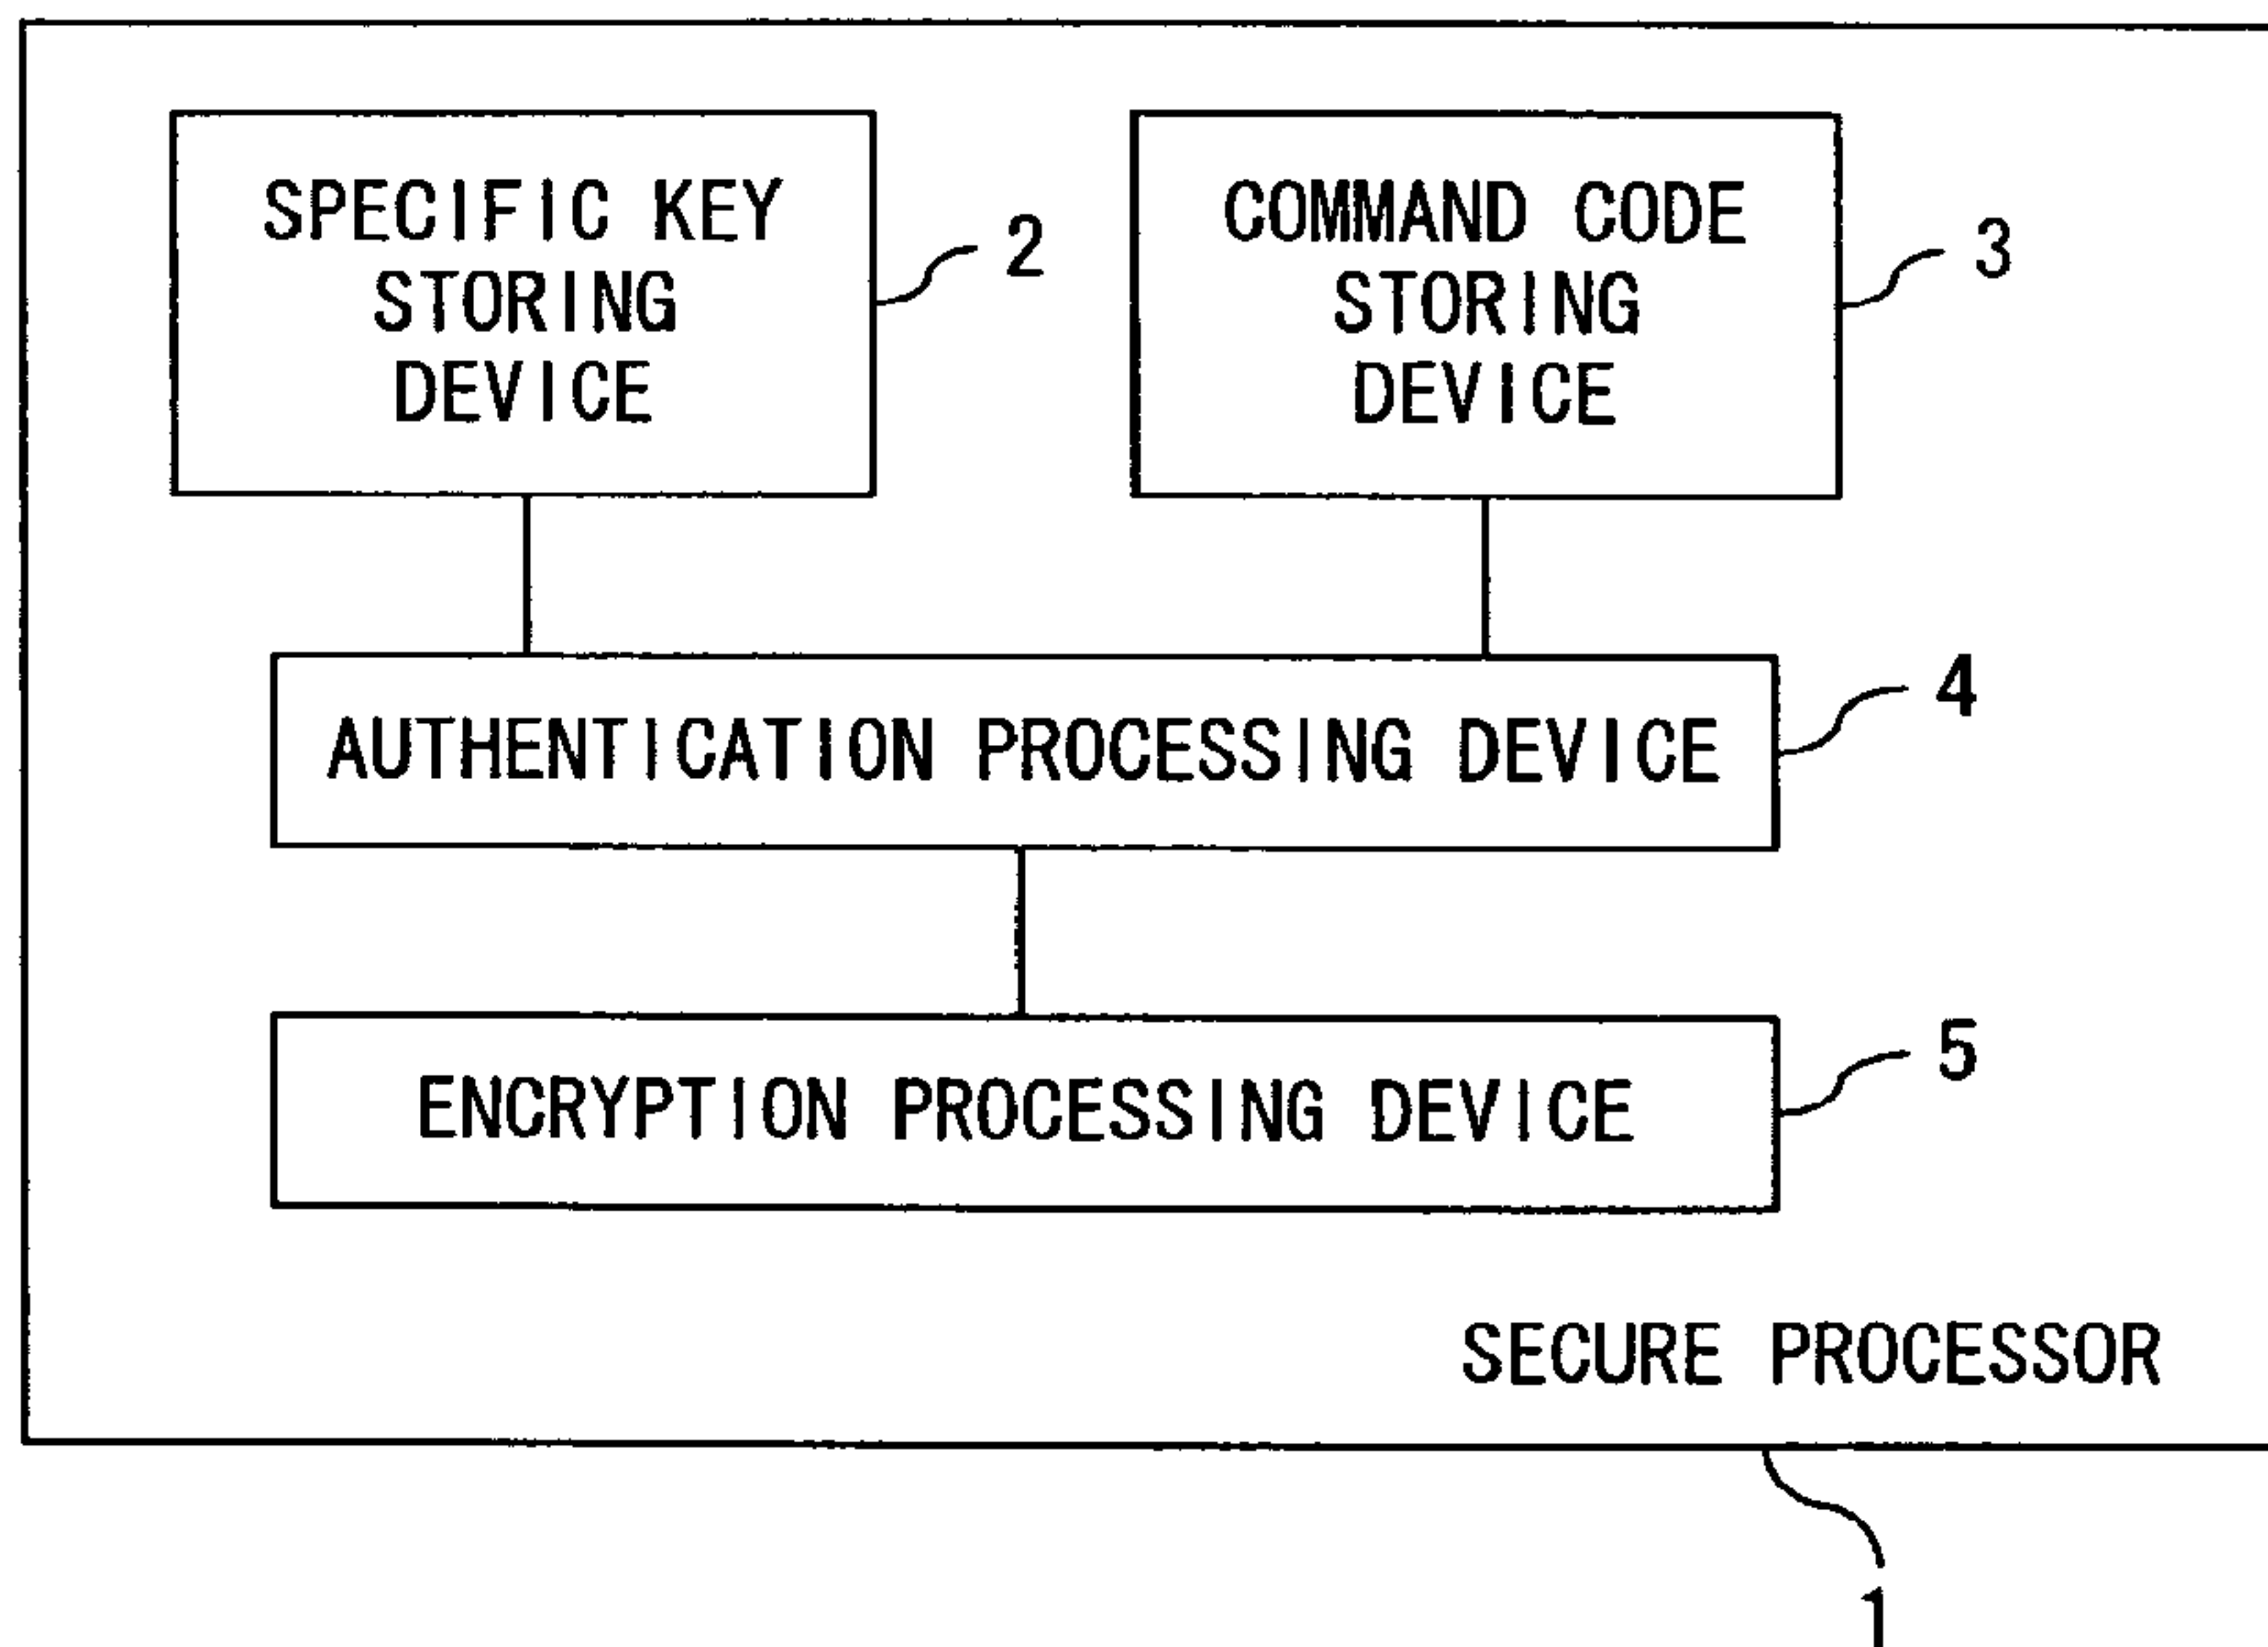 SPECIFIC KEY
STORING
DEVICE
2
COMMAND CODE
STORING
DEVICE
3
AUTHENTICATION PROCESSING DEVICE
4
ENCRYPTION PROCESSING DEVICE
5
SECURE PROCESSOR
1